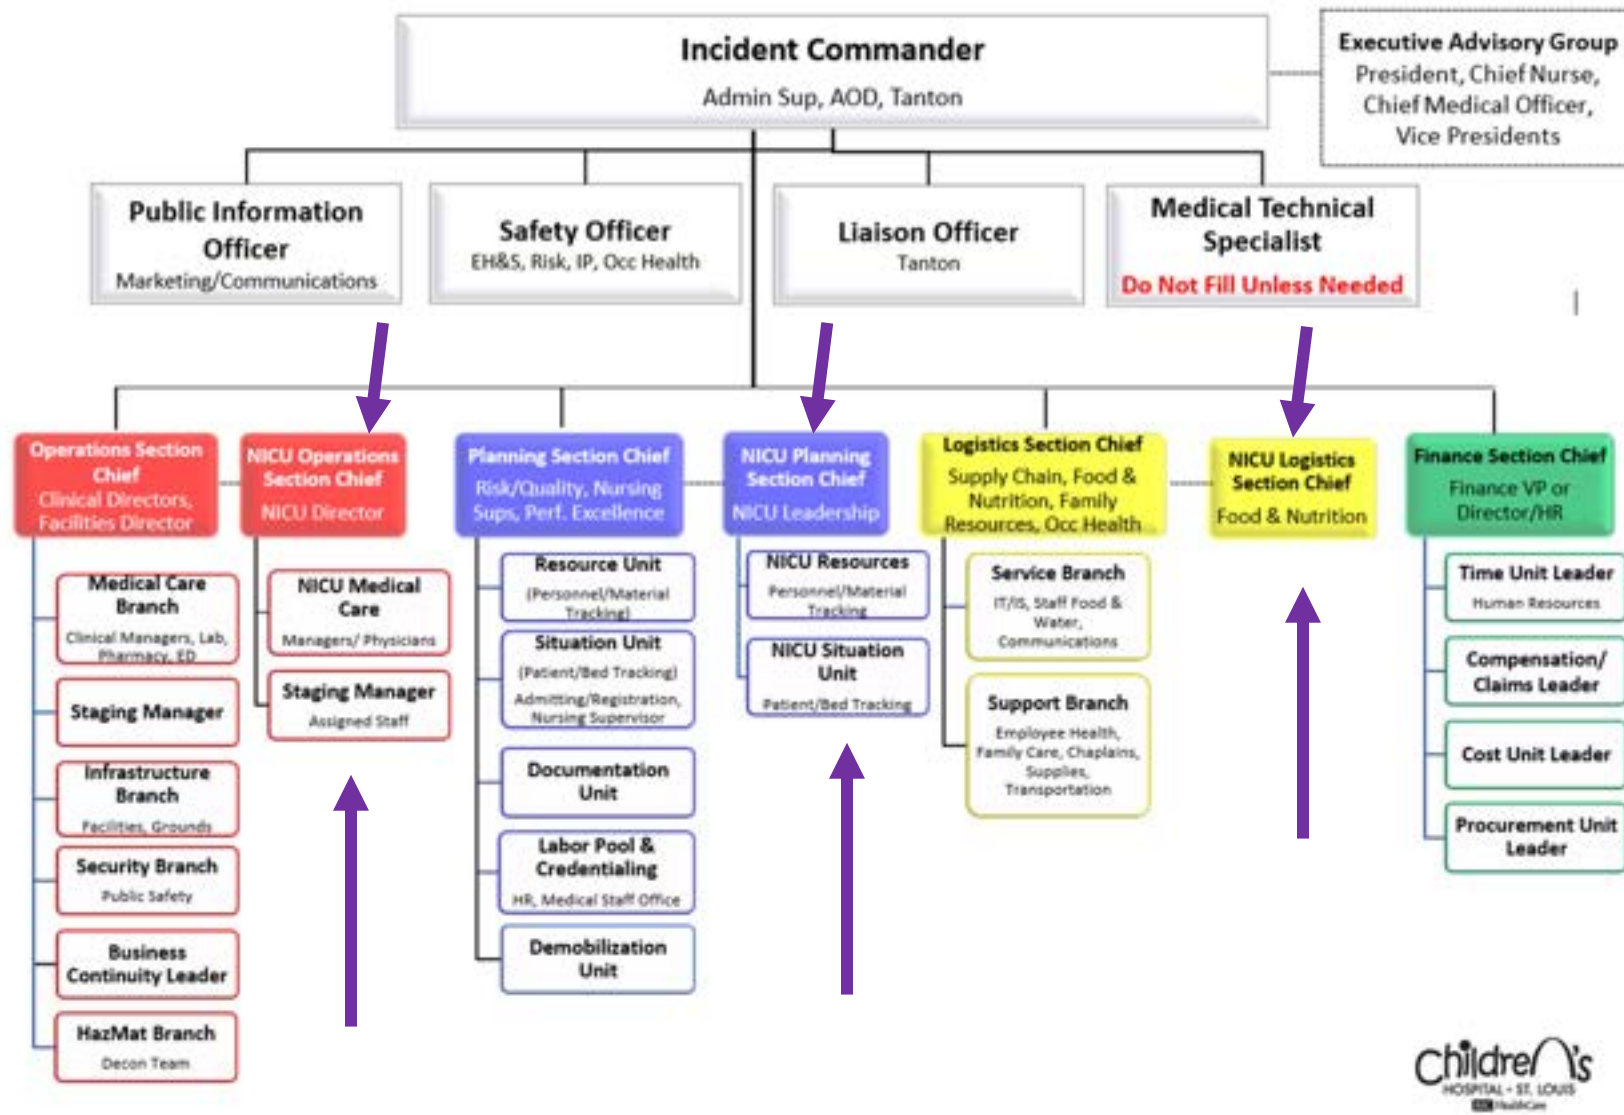 Incident Commander
Admin Sup, AOD, Tanton
Executive Advisory Group
President, Chief Nurse,
Chief Medical Officer,
Vice Presidents
Public Information
Officer
Marketing/Communications
Safety Officer
EH&S, Risk, IP, Occ Health
Liaison Officer
Tanton
Medical Technical
Specialist
Do Not Fill Unless Needed
Operations Section
Chief
Clinical Directors,
Facilities Director
NICU Operations
Section Chief
NICU Director
Planning Section Chief
Risk/Quality, Nursing
Sups, Perf. Excellence
NICU Planning
Section Chief
NICU Leadership
Logistics Section Chief
Supply Chain, Food &
Nutrition, Family
Resources, Occ Health
NICU Logistics
Section Chief
Food & Nutrition
Finance Section Chief
Finance VP or
Director/HR
Medical Care
Branch
Clinical Managers, Lab,
Pharmacy, ED
Staging Manager
Infrastructure
Branch
Facilities, Grounds
Security Branch
Public Safety
Business
Continuity Leader
HazMat Branch
Decon Team
NICU Medical
Care
Managers/ Physicians
Staging Manager
Assigned Staff
Resource Unit
(Personnel/Material
Tracking)
Situation Unit
(Patient/Bed Tracking)
Admitting/Registration,
Nursing Supervisor
Documentation
Unit
Labor Pool &
Credentialing
HR, Medical Staff Office
Demobilization
Unit
NICU Resources
Personnel/Material
Tracking
NICU Situation
Unit
Patient/Bed Tracking
Service Branch
IT/IS, Staff Food &
Water,
Communications
Support Branch
Employee Health,
Family Care, Chaplains,
Supplies,
Transportation
Time Unit Leader
Human Resources
Compensation/
Claims Leader
Cost Unit Leader
Procurement Unit
Leader
Children's
HOSPITAL • ST. LOUIS
BJC HealthCare